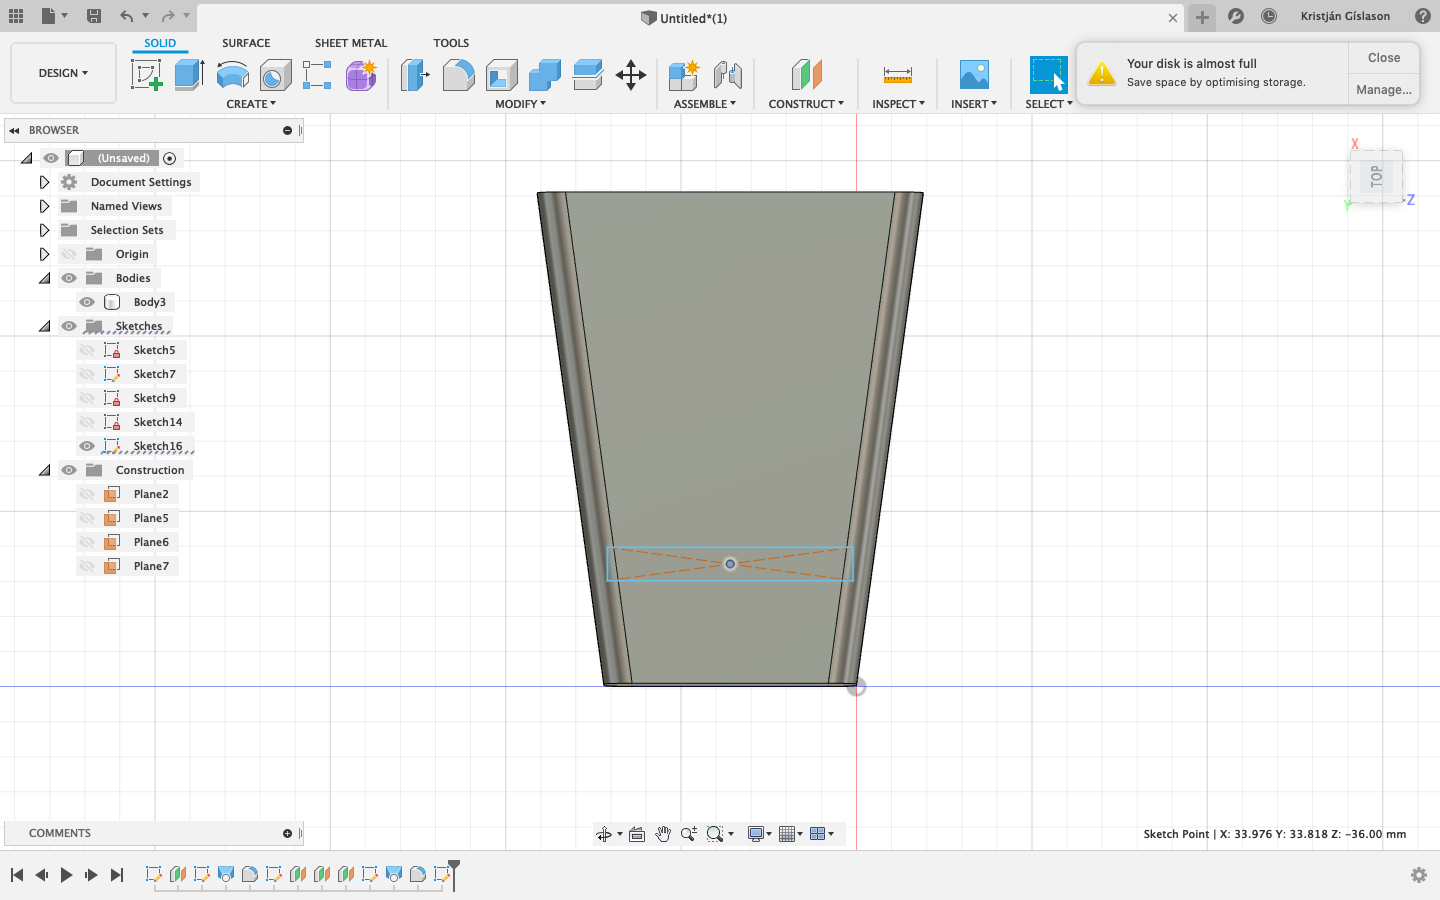 Untitled*(1)
Kristján Gíslason
DESIGN
SOLID
SURFACE
SHEET METAL
TOOLS
CREATE
MODIFY
ASSEMBLE
CONSTRUCT
INSPECT
INSERT
SELECT
Your disk is almost full
Save space by optimising storage.
Close
Manage...
BROWSER
(Unsaved)
Document Settings
Named Views
Selection Sets
Origin
Bodies
Body3
Sketches
Sketch5
Sketch7
Sketch9
Sketch14
Sketch16
Construction
Plane2
Plane5
Plane6
Plane7
X
TOP
Y
Z
COMMENTS
Sketch Point | X: 33.976 Y: 33.818 Z: -36.00 mm